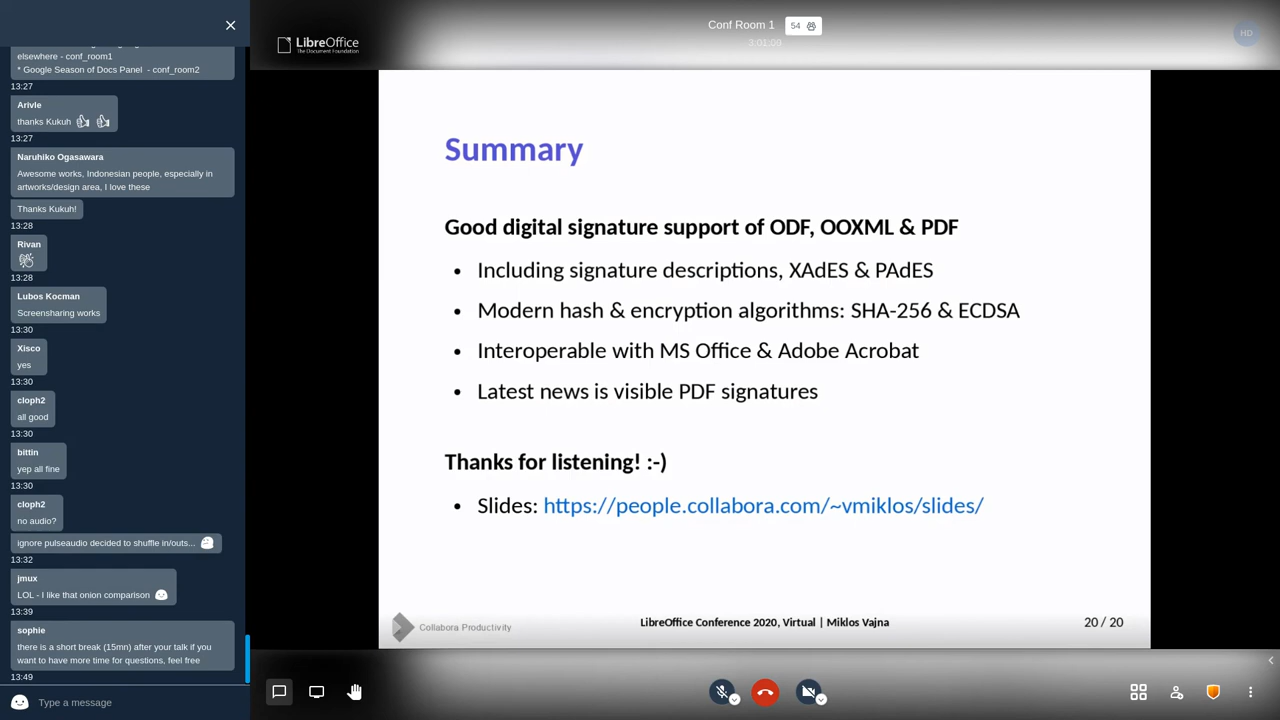 elsewhere - conf_room1
* Google Season of Docs Panel - conf_room2
13:27
Arivle
thanks Kukuh
13:27
Naruhiko Ogasawara
Awesome works, Indonesian people, especially in
artworks/design area, I love these
Thanks Kukuh!
13:28
Rivan
13:28
Lubos Kocman
Screensharing works
13:30
Xisco
yes
13:30
cloph2
all good
13:30
bittin
yep all fine
13:30
cloph2
no audio?
ignore pulseaudio decided to shuffle in/outs...
13:32
jmux
LOL - I like that onion comparison
13:39
sophie
there is a short break (15mn) after your talk if you
want to have more time for questions, feel free
13:49
Type a message
LibreOffice
The Document Foundation
Conf Room 1
54
3:01:09
HD
Summary
Good digital signature support of ODF, OOXML & PDF
• Including signature descriptions, XAdES & PAdES
• Modern hash & encryption algorithms: SHA-256 & ECDSA
• Interoperable with MS Office & Adobe Acrobat
• Latest news is visible PDF signatures
Thanks for listening! :-)
• Slides: https://people.collabora.com/~vmiklos/slides/
Collabora Productivity
LibreOffice Conference 2020, Virtual | Miklos Vajna
20 / 20